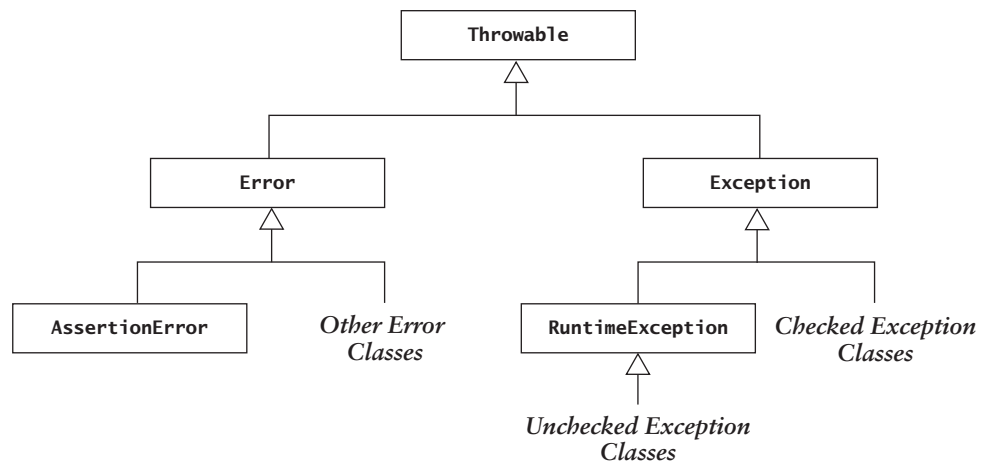 Throwable
Error
Exception
AssertionError
Other Error
Classes
RuntimeException
Checked Exception
Classes
Unchecked Exception
Classes